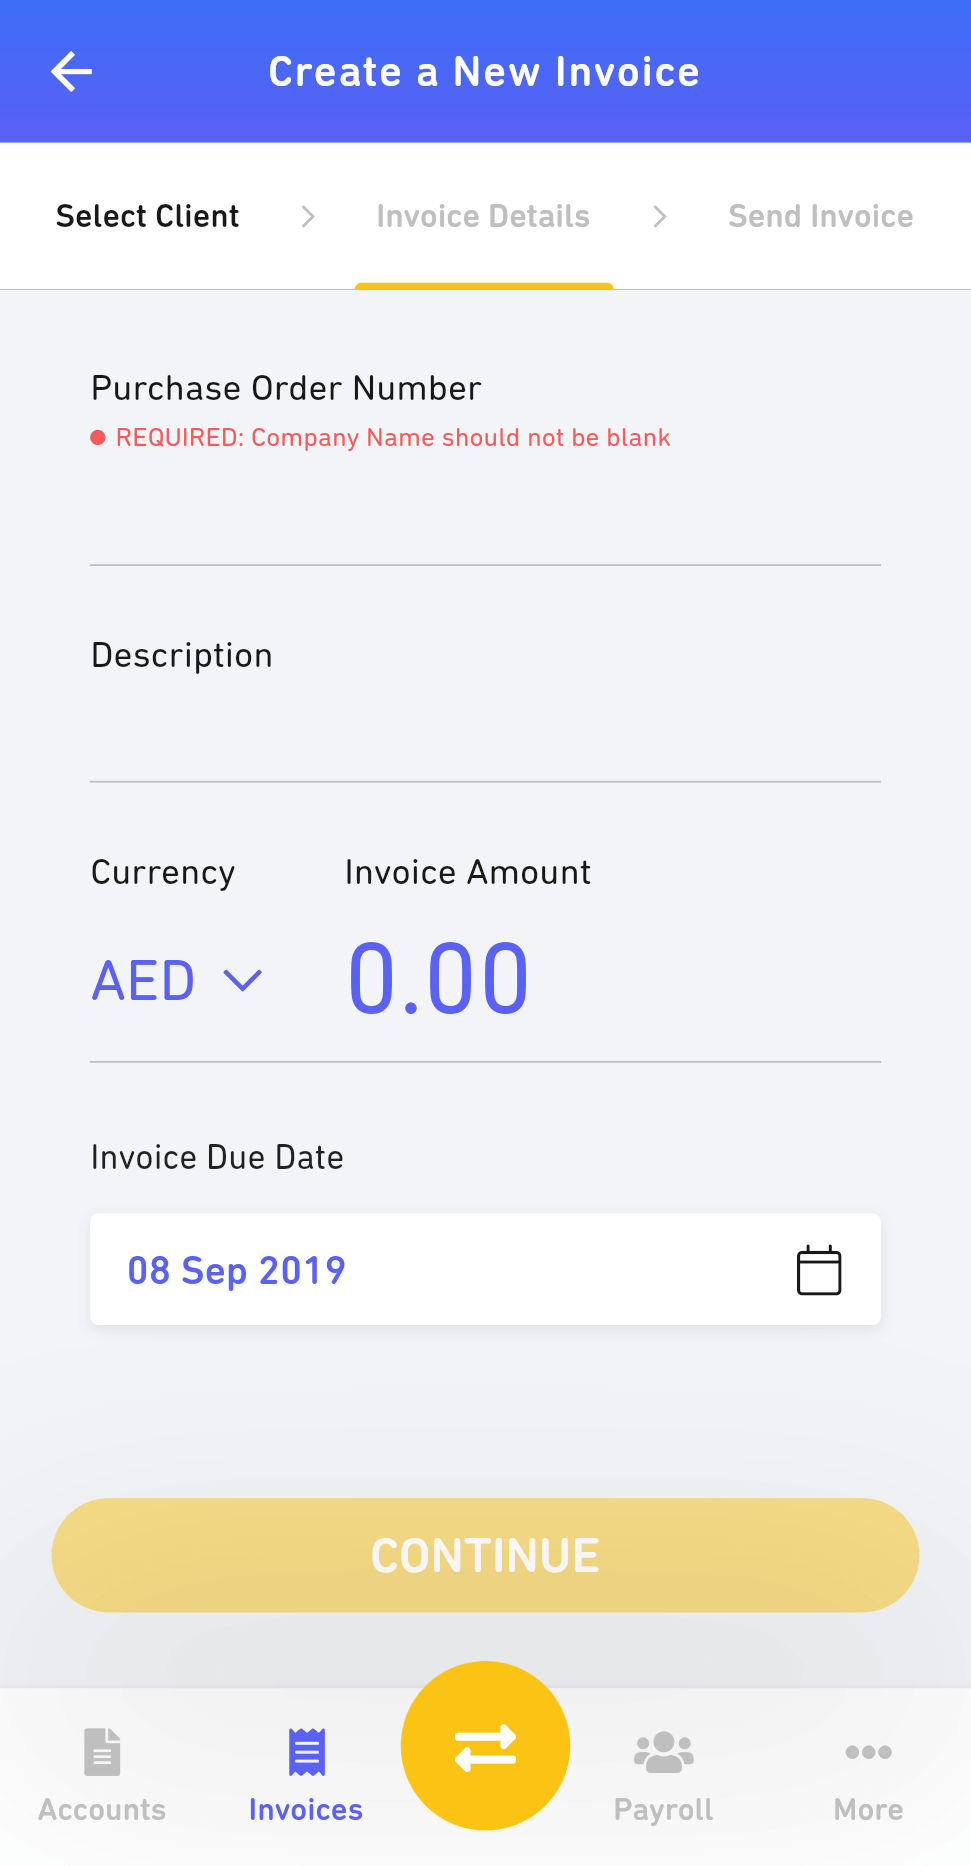 Create a New Invoice
Select Client > Invoice Details > Send Invoice
Purchase Order Number
REQUIRED: Company Name should not be blank
Description
Currency Invoice Amount
AED 0.00
Invoice Due Date
08 Sep 2019
CONTINUE
Accounts Invoices Payroll More